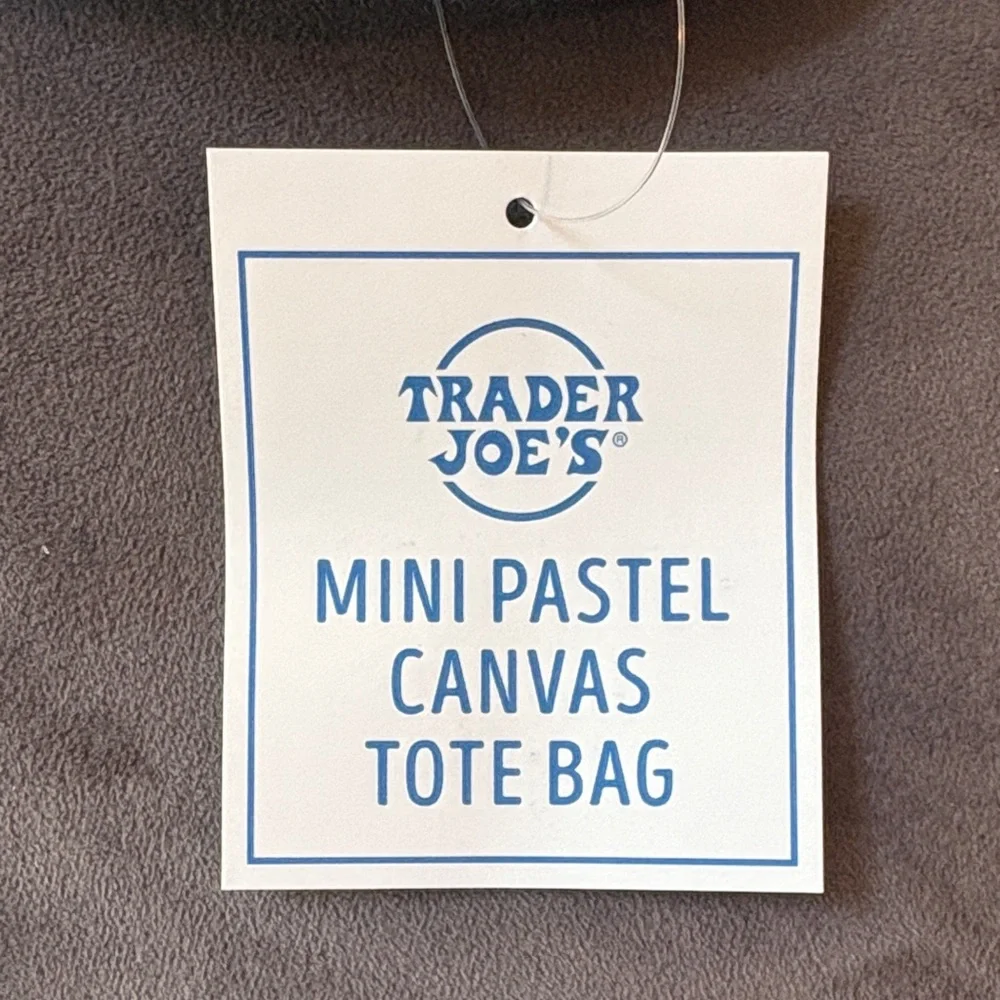 TRADER
JOE'S®
MINI PASTEL
CANVAS
TOTE BAG